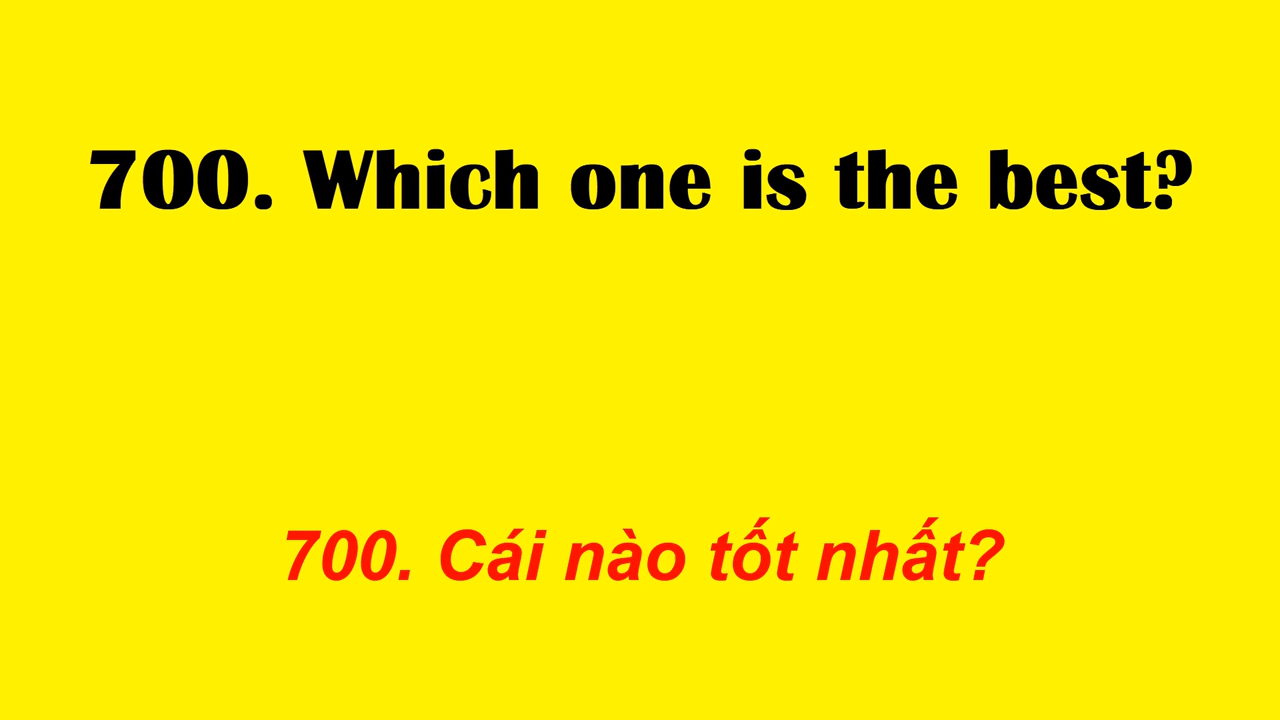 700. Which one is the best?
700. Cái nào tốt nhất?